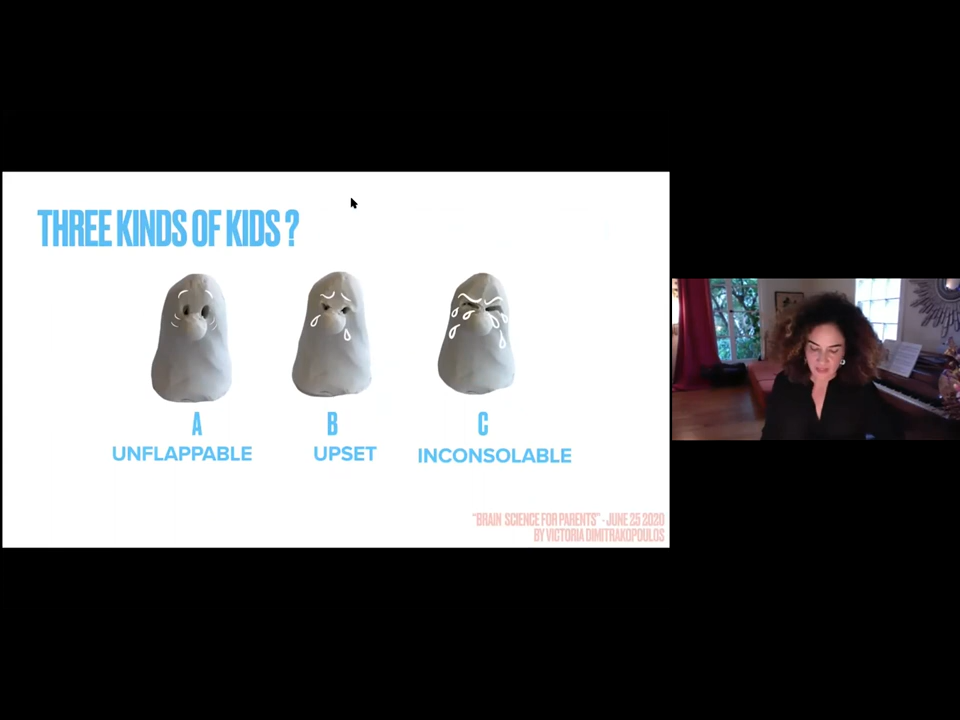 THREE KINDS OF KIDS ?
A
B
C
UNFLAPPABLE
UPSET
INCONSOLABLE
"BRAIN SCIENCE FOR PARENTS" - JUNE 25 2020
BY VICTORIA DIMITRAKOPOULOS